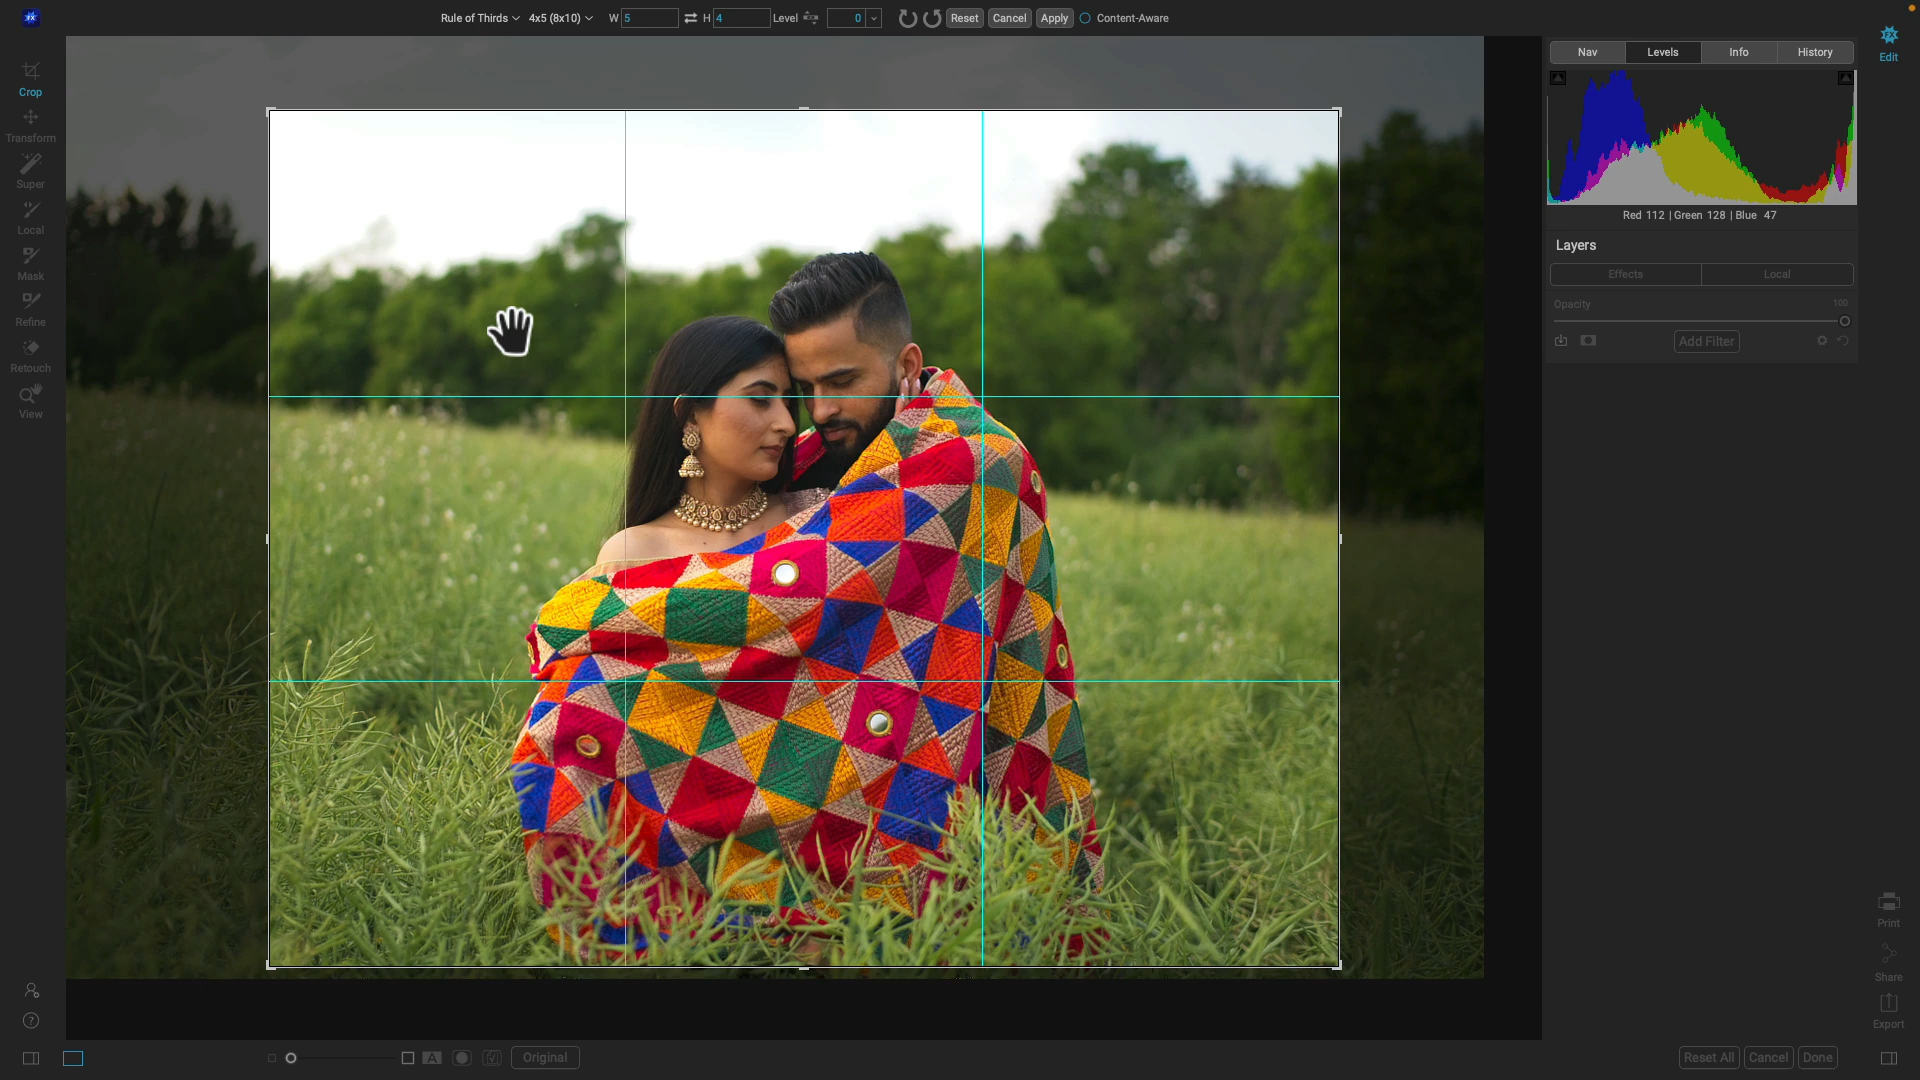 Rule of Thirds 4x5 (8x10) W 5 H 4 Level 0 Reset Cancel Apply Content-Aware
Nav Levels Info History
Edit
Crop
Transform
Super
Local
Mask
Refine
Retouch
View
Red 112 | Green 128 | Blue 47
Layers
Effects Local
Opacity 100
Add Filter
Print
Share
Export
A Original Reset All Cancel Done